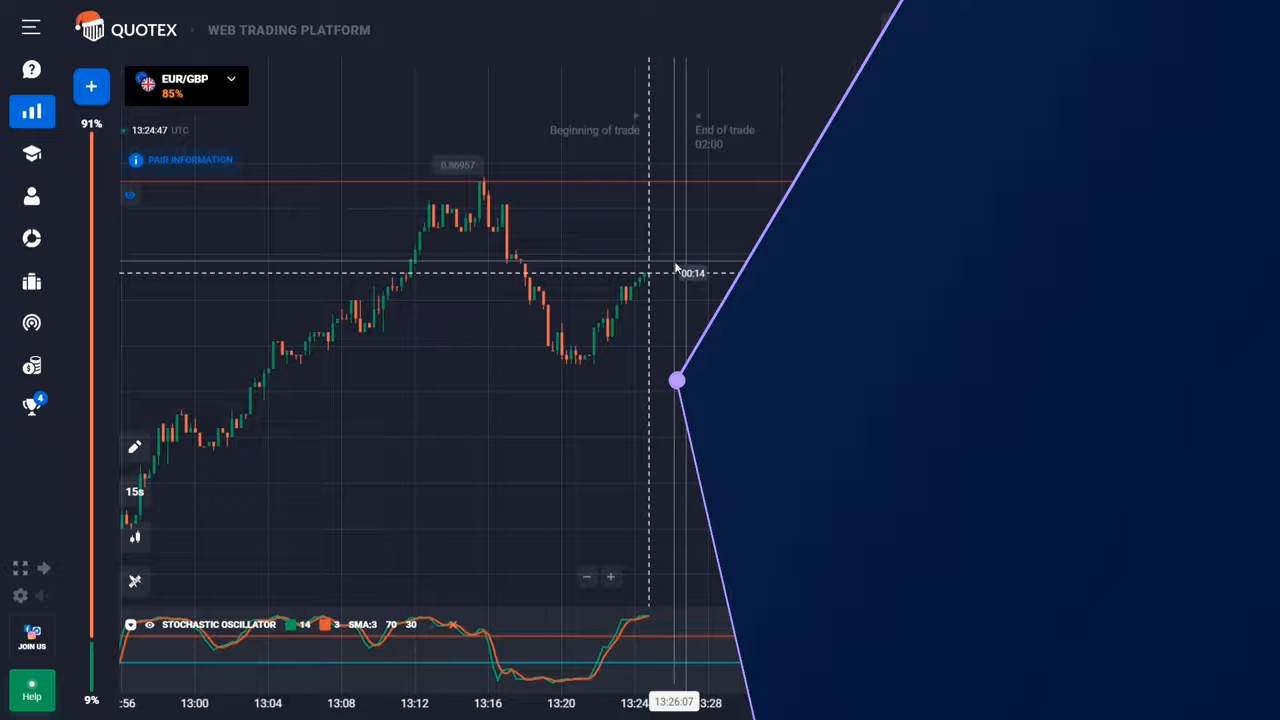 QUOTEX
WEB TRADING PLATFORM
EUR/GBP
85%
91%
13:24:47 UTC
Beginning of trade
End of trade
02:00
PAIR INFORMATION
0.86957
00:14
4
15s
STOCHASTIC OSCILLATOR 14 3 SMA:3 70 30
JOIN US
Help
9%
:56 13:00 13:04 13:08 13:12 13:16 13:20 13:24 13:26:07 3:28